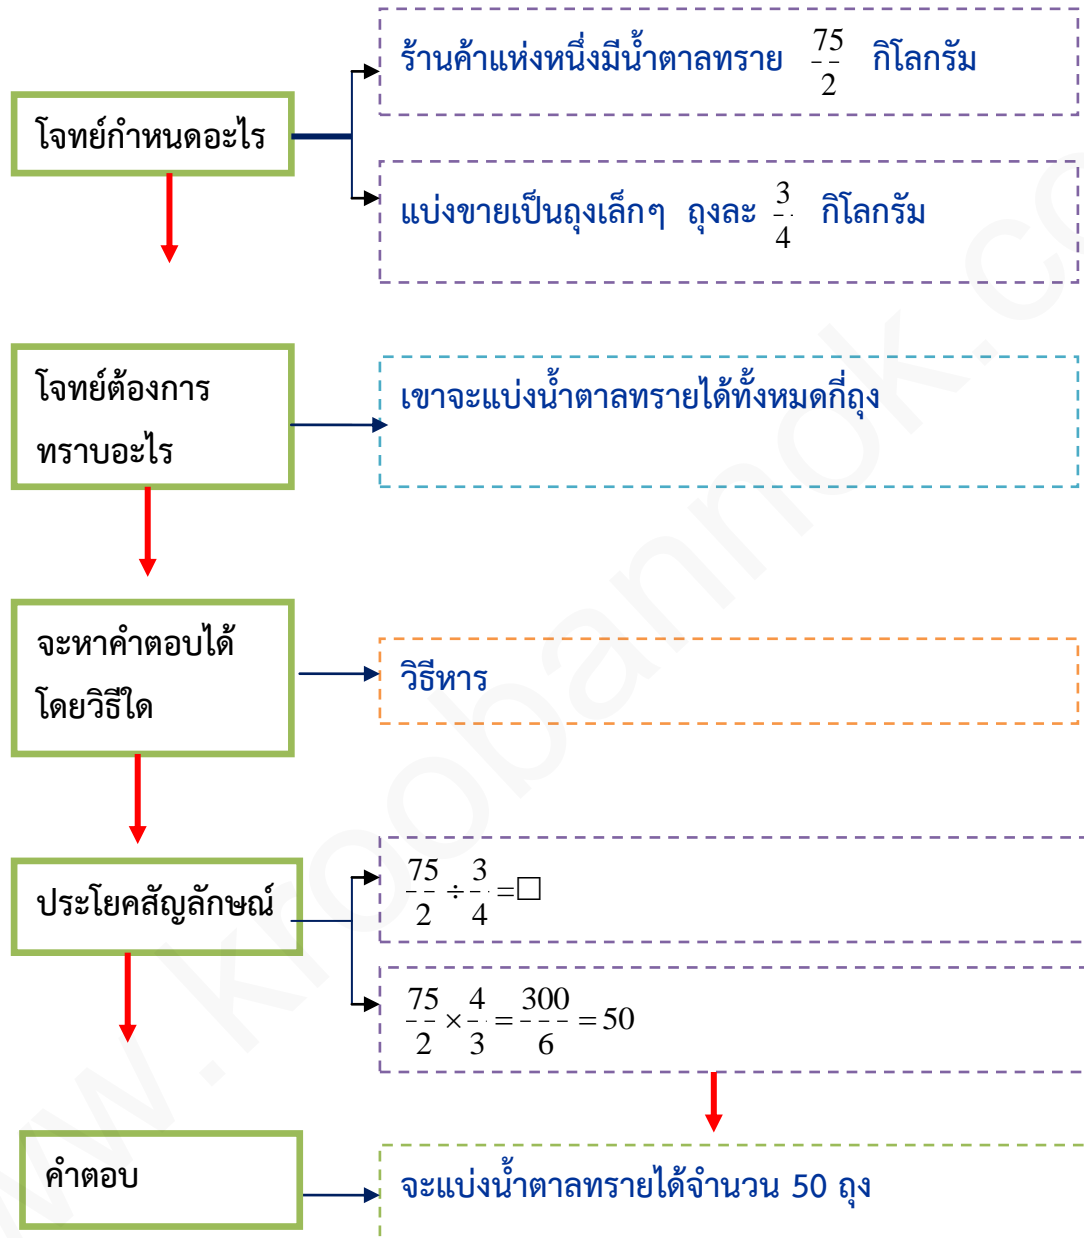 โจทย์กำหนดอะไร
ร้านค้าแห่งหนึ่งมีน้ำตาลทราย 75/2 กิโลกรัม
แบ่งขายเป็นถุงเล็กๆ ถุงละ 3/4 กิโลกรัม
โจทย์ต้องการ
ทราบอะไร
เขาจะแบ่งน้ำตาลทรายได้ทั้งหมดกี่ถุง
จะหาคำตอบได้
โดยวิธีใด
วิธีหาร
ประโยคสัญลักษณ์
75/2 ÷ 3/4 = □
75/2 × 4/3 = 300/6 = 50
คำตอบ
จะแบ่งน้ำตาลทรายได้จำนวน 50 ถุง
www.kroobannok.co